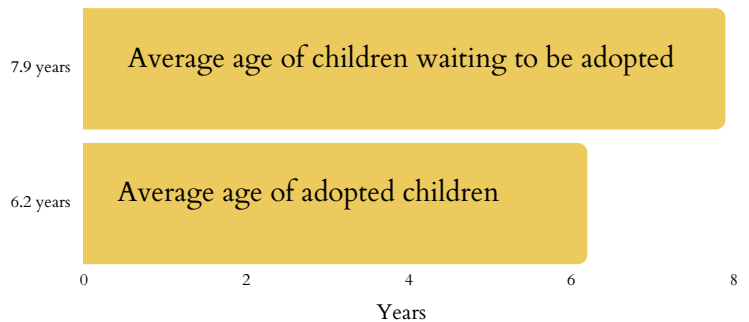 Average age of children waiting to be adopted
7.9 years
Average age of adopted children
6.2 years
0 2 4 6 8
Years